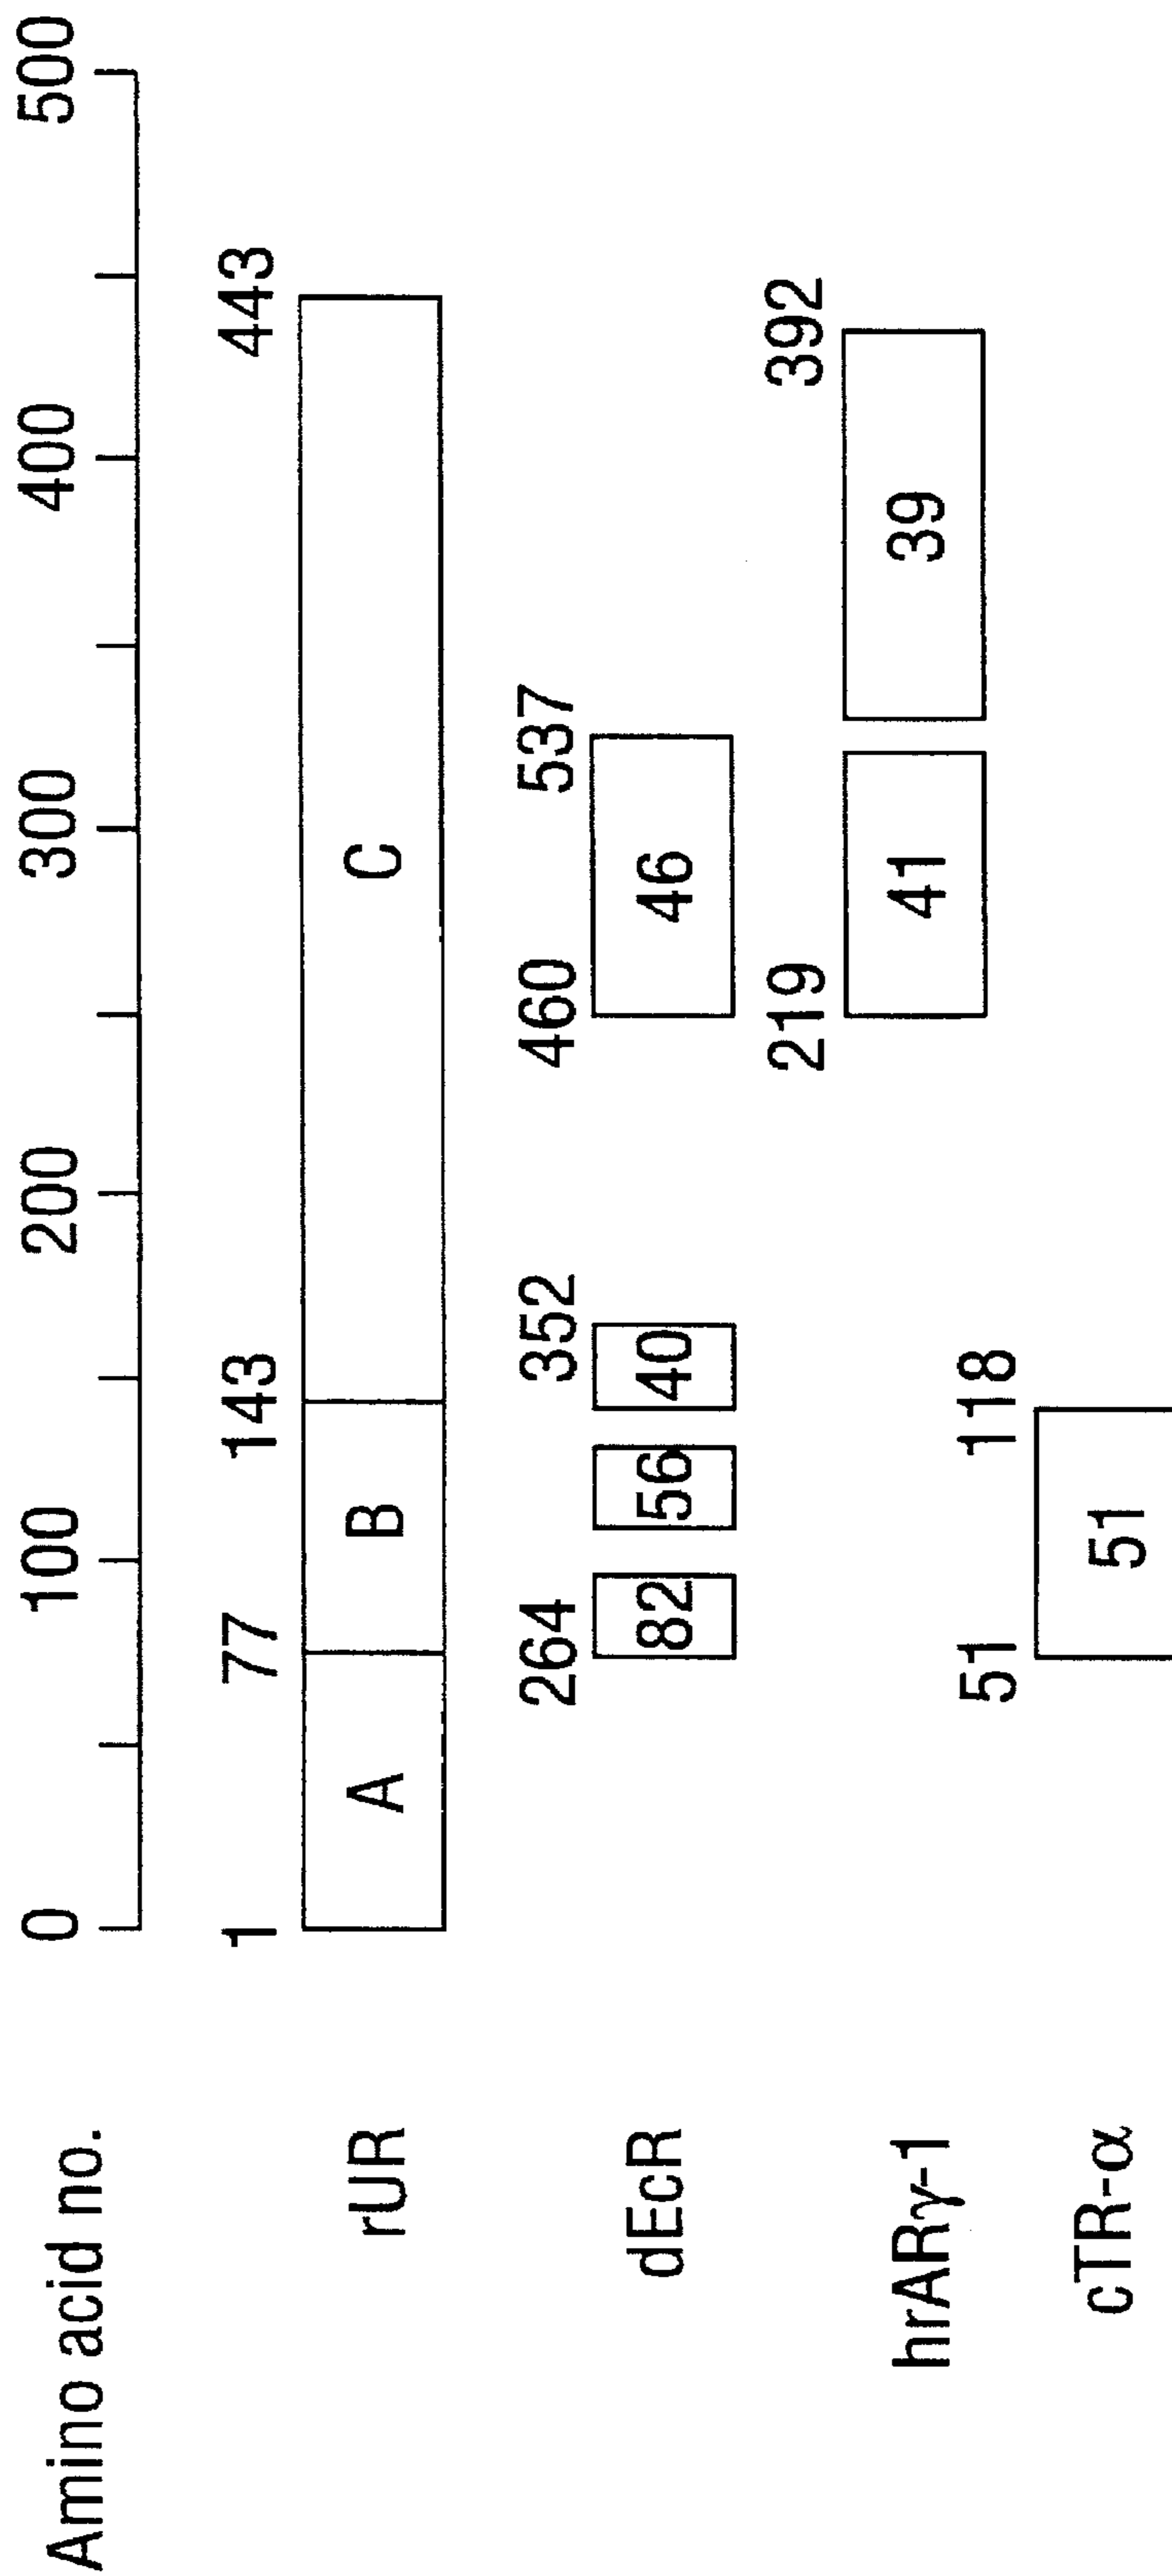 Amino acid no. 0 100 200 300 400 500
1 77 143 443
rUR A B C
264 352 460 537
dEcR 82 56 40 46
219 392
hrARγ-1 41 39
51 118
cTR-α 51